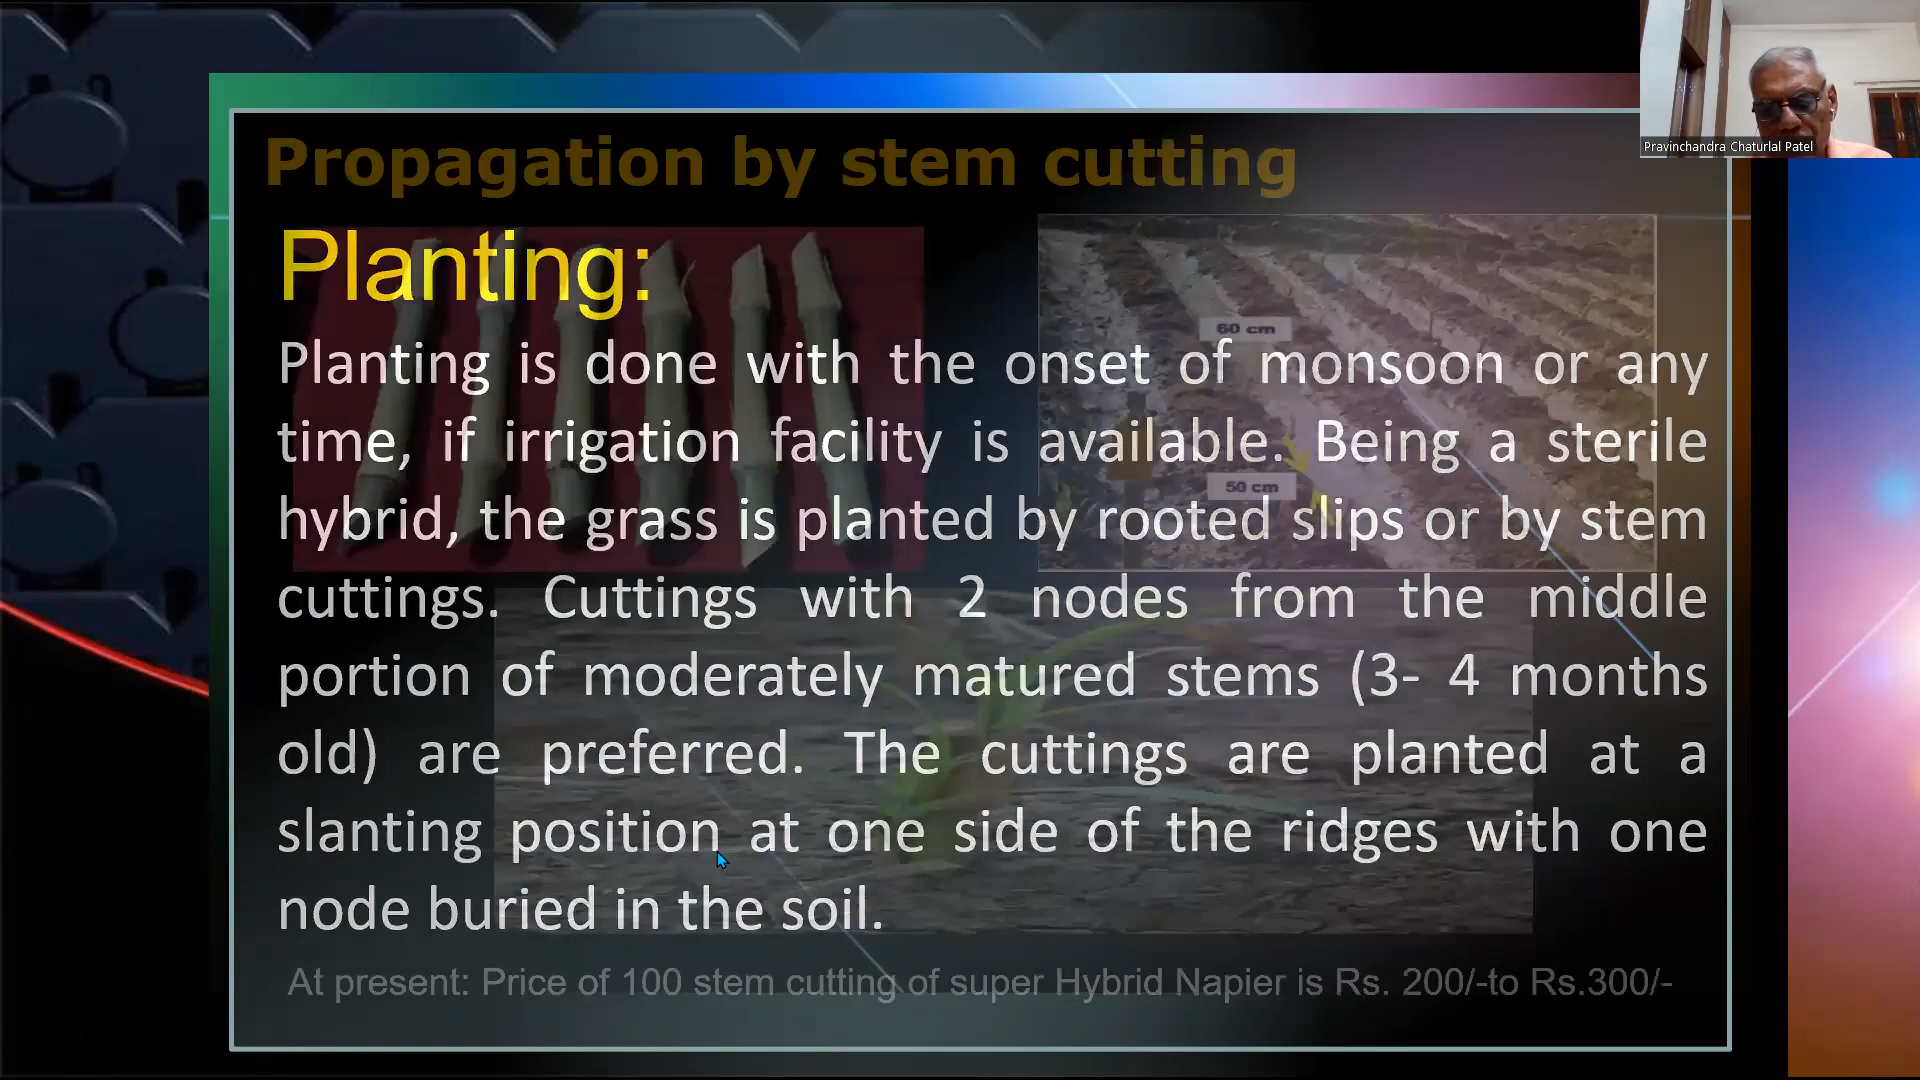 Pravinchandra Chaturlal Patel
Propagation by stem cutting
Planting:
60 cm
Planting is done with the onset of monsoon or any
time, if irrigation facility is available. Being a sterile
50 cm
hybrid, the grass is planted by rooted slips or by stem
cuttings. Cuttings with 2 nodes from the middle
portion of moderately matured stems (3- 4 months
old) are preferred. The cuttings are planted at a
slanting position at one side of the ridges with one
node buried in the soil.
At present: Price of 100 stem cutting of super Hybrid Napier is Rs. 200/-to Rs.300/-